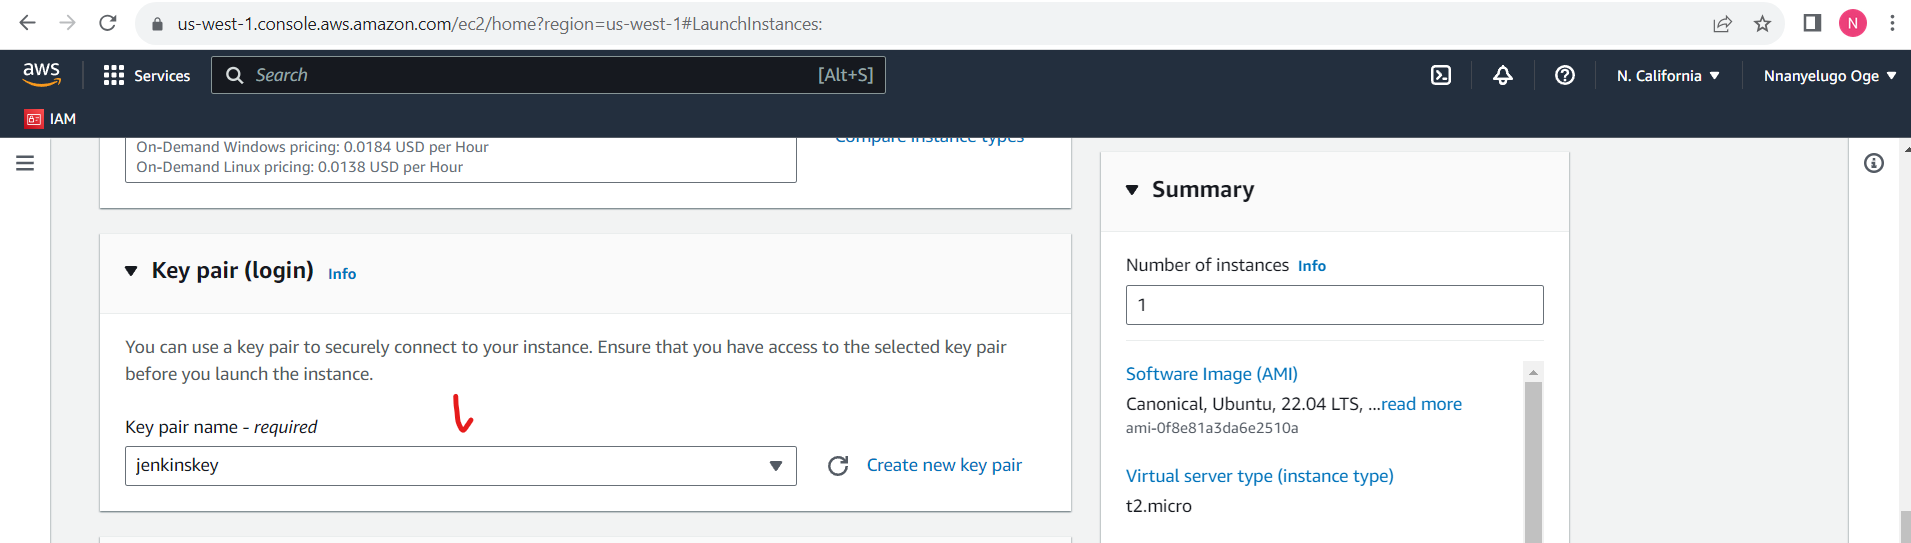 us-west-1.console.aws.amazon.com/ec2/home?region=us-west-1#LaunchInstances:
N
aws
Services
Search
[Alt+S]
N. California
Nnanyelugo Oge
IAM
Compare instance types
On-Demand Windows pricing: 0.0184 USD per Hour
On-Demand Linux pricing: 0.0138 USD per Hour
Key pair (login) Info
You can use a key pair to securely connect to your instance. Ensure that you have access to the selected key pair
before you launch the instance.
Key pair name - required
jenkinskey
Create new key pair
Summary
Number of instances Info
1
Software Image (AMI)
Canonical, Ubuntu, 22.04 LTS, ...read more
ami-0f8e81a3da6e2510a
Virtual server type (instance type)
t2.micro